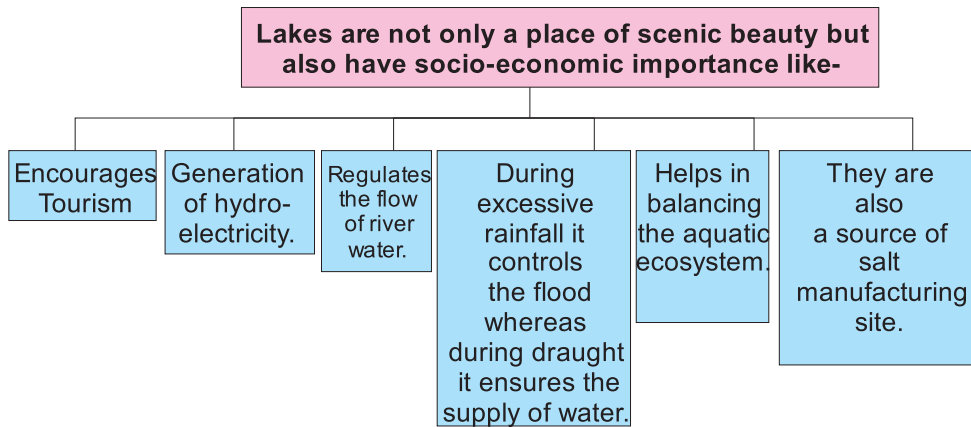 Lakes are not only a place of scenic beauty but
also have socio-economic importance like-
Encourages
Tourism
Generation
of hydro-
electricity.
Regulates
the flow
of river
water.
During
excessive
rainfall it
controls
the flood
whereas
during draught
it ensures the
supply of water.
Helps in
balancing
the aquatic
ecosystem.
They are
also
a source of
salt
manufacturing
site.